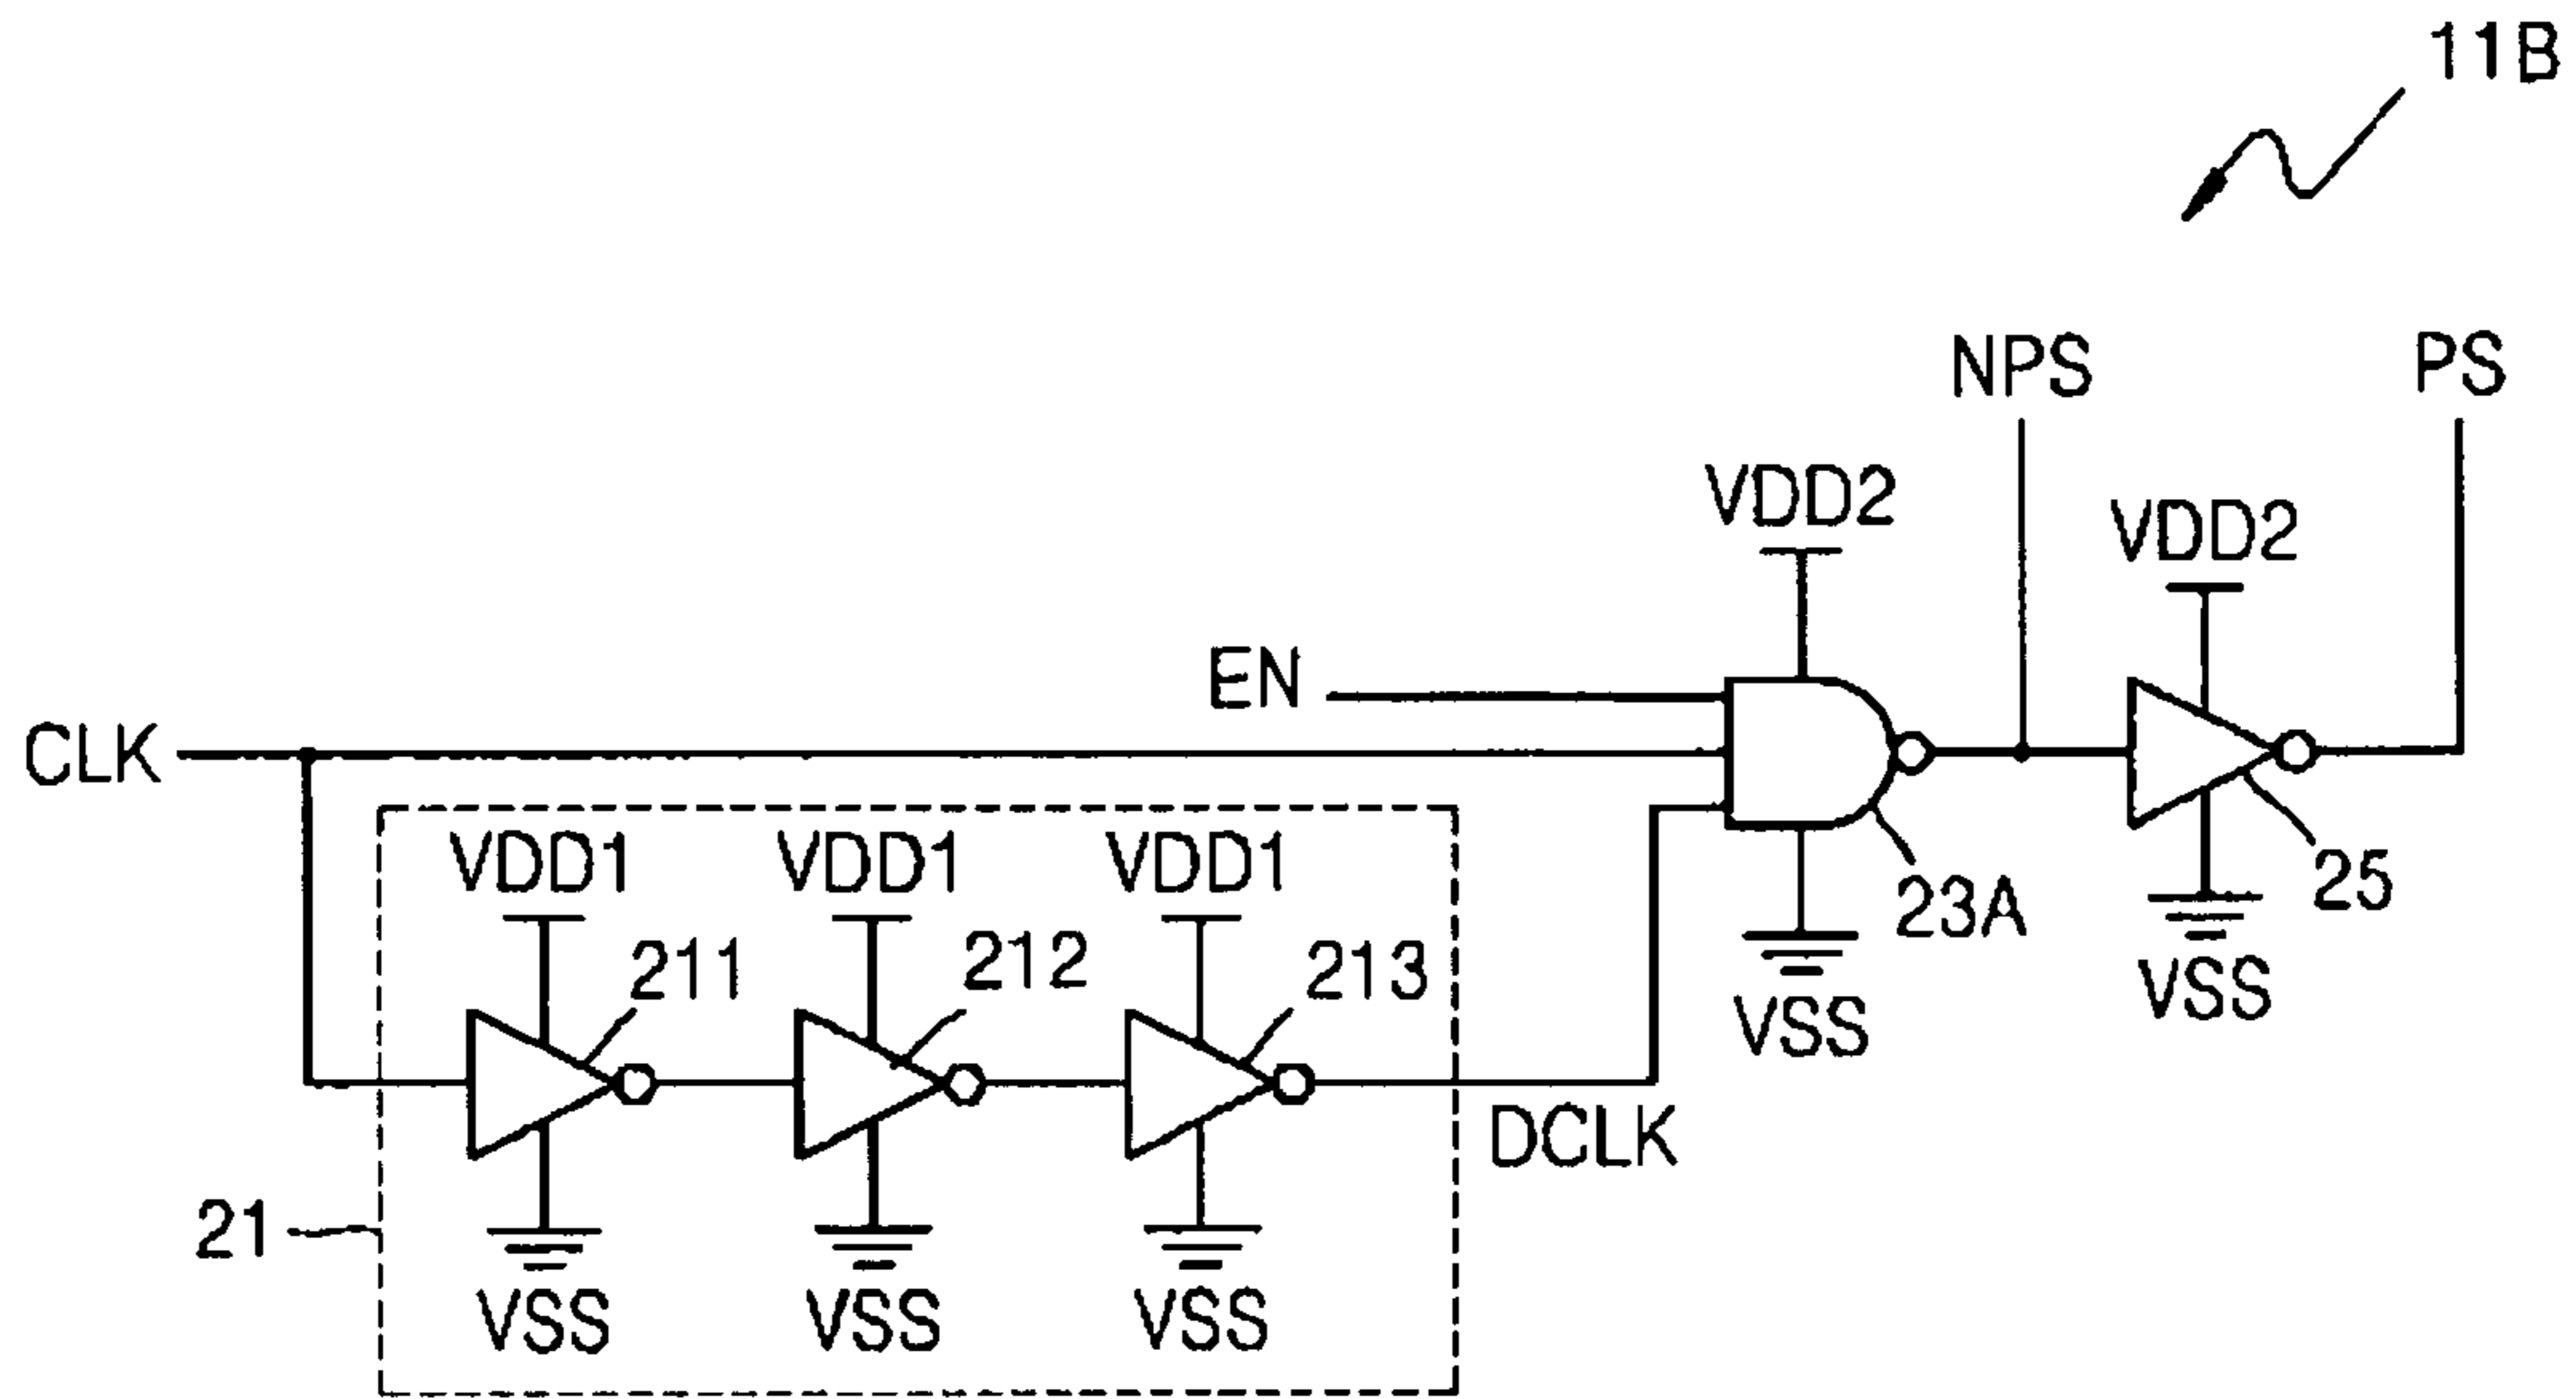 11B
NPS
PS
VDD2
VDD2
EN
CLK
VDD1
VDD1
VDD1
25
23A
211
212
213
VSS
VSS
DCLK
21
VSS
VSS
VSS